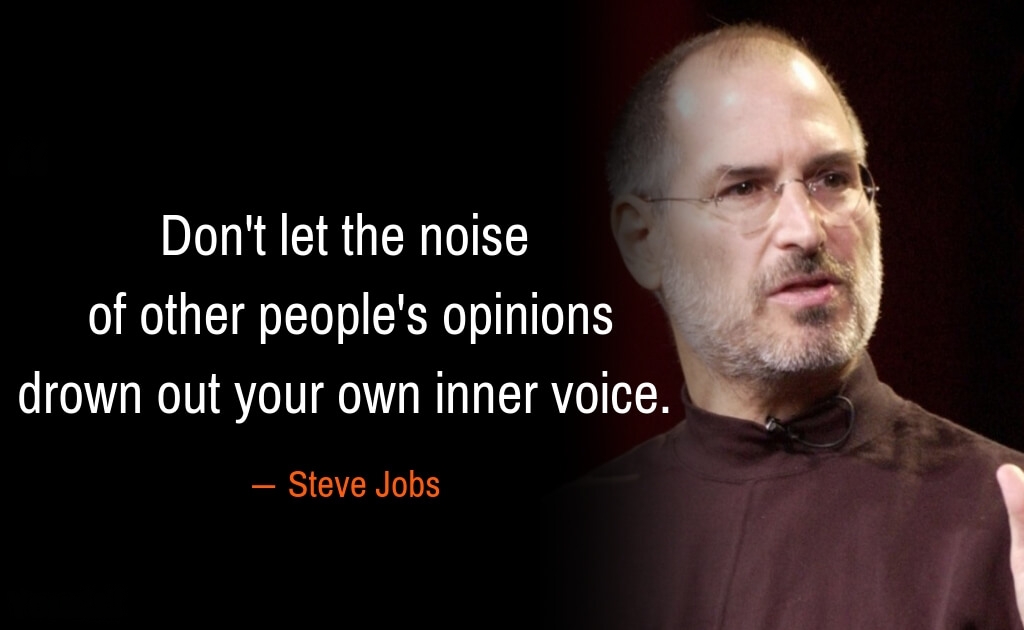 Don't let the noise
of other people's opinions
drown out your own inner voice.
— Steve Jobs